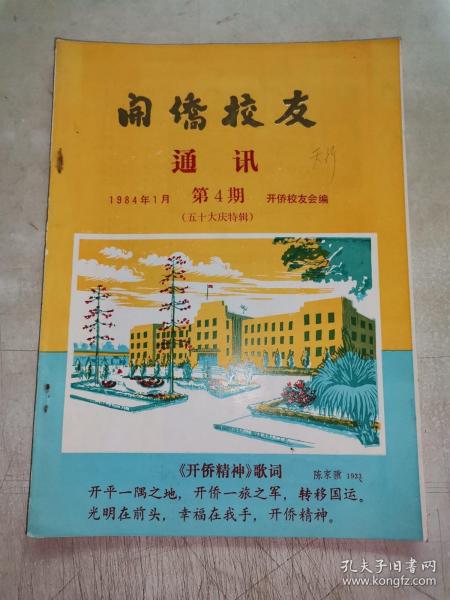 開僑校友
通讯
1984年1月 第4期 开侨校友会编
（五十大庆特辑）
《开侨精神》歌词 陈家骥 1933
开平一隅之地，开侨一旅之军，转移国运。
光明在前头，幸福在我手，开侨精神。
孔夫子旧书网
www.kongfz.com